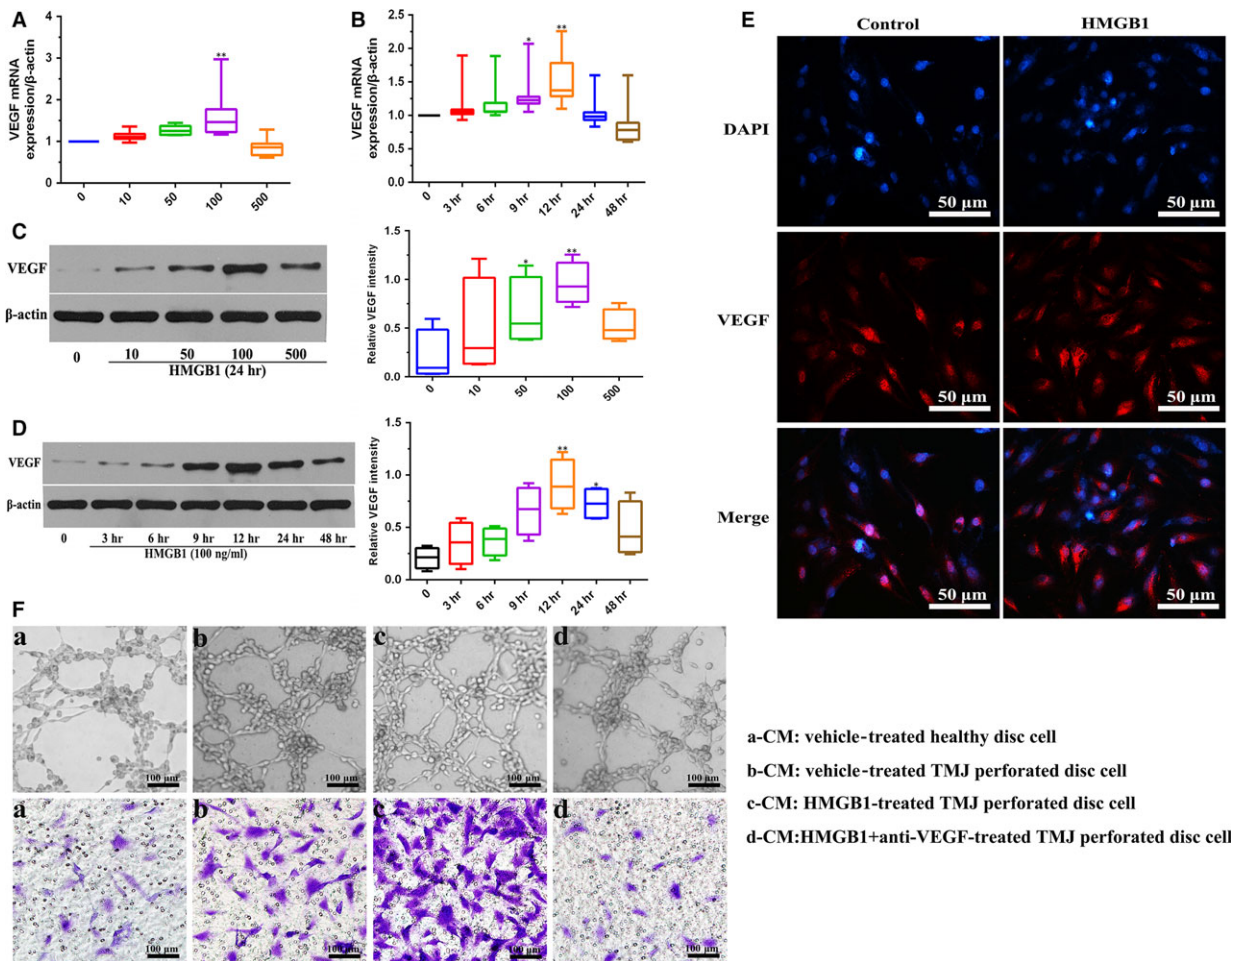 A
VEGF mRNA
expression/β-actin
4
3
2
1
0
**
0
10
50
100
500
B
VEGF mRNA
expression/β-actin
2.5
2.0
1.5
1.0
0.5
0.0
*
**
0
3 hr
6 hr
9 hr
12 hr
24 hr
48 hr
C
VEGF
β-actin
0
10
50
100
500
HMGB1 (24 hr)
Relative VEGF intensity
1.5
1.0
0.5
0.0
*
**
0
10
50
100
500
D
VEGF
β-actin
0
3 hr
6 hr
9 hr
12 hr
24 hr
48 hr
HMGB1 (100 ng/ml)
Relative VEGF intensity
1.5
1.0
0.5
0.0
**
*
0
3 hr
6 hr
9 hr
12 hr
24 hr
48 hr
E
Control
HMGB1
DAPI
50 µm
50 µm
VEGF
50 µm
50 µm
Merge
50 µm
50 µm
F
a
b
c
d
100 µm
100 µm
100 µm
100 µm
a
b
c
d
100 µm
100 µm
100 µm
100 µm
a-CM: vehicle-treated healthy disc cell
b-CM: vehicle-treated TMJ perforated disc cell
c-CM: HMGB1-treated TMJ perforated disc cell
d-CM:HMGB1+anti-VEGF-treated TMJ perforated disc cell